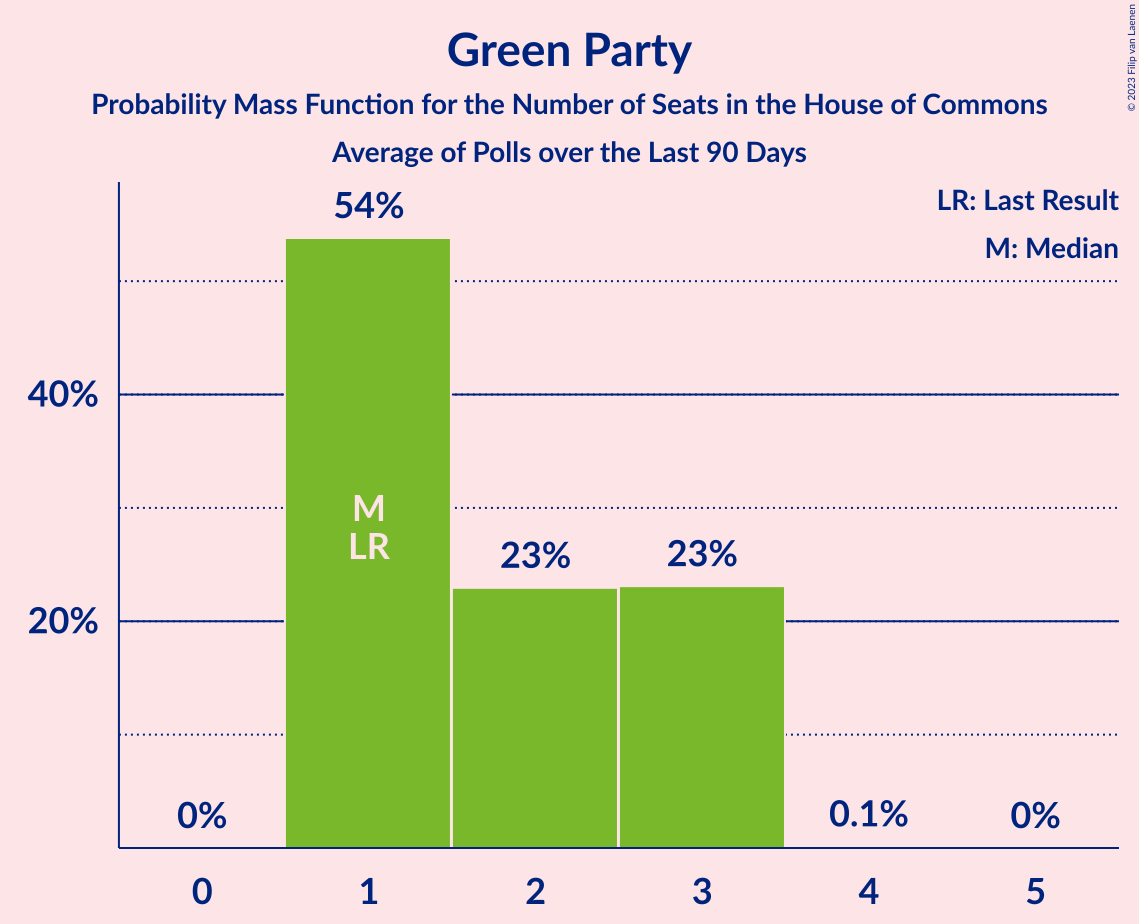 Green Party
Probability Mass Function for the Number of Seats in the House of Commons
Average of Polls over the Last 90 Days
© 2023 Filip van Laenen
LR: Last Result
M: Median
54%
40%
M
LR
23%
23%
20%
0%
0.1%
0%
0
1
2
3
4
5